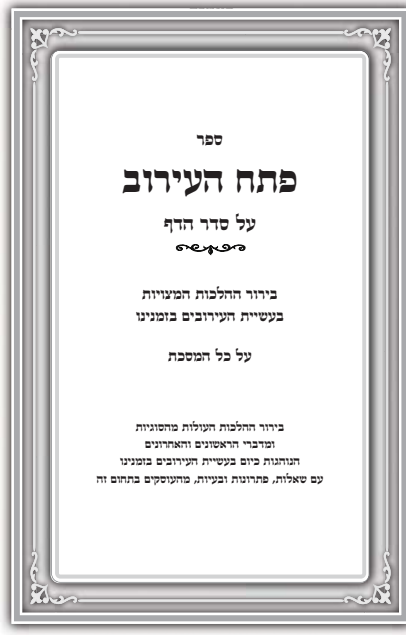 ספר
פתח העירוב
על סדר הדף
בירור ההלכות המצויות
בעשיית העירובים בזמנינו
על כל המסכת
בירור ההלכות העולות מהסוגיות
ומדברי הראשונים והאחרונים
הנוהגות כיום בעשיית העירובים בזמנינו
עם שאלות, פתרונות ובעיות, מהעוסקים בתחום זה